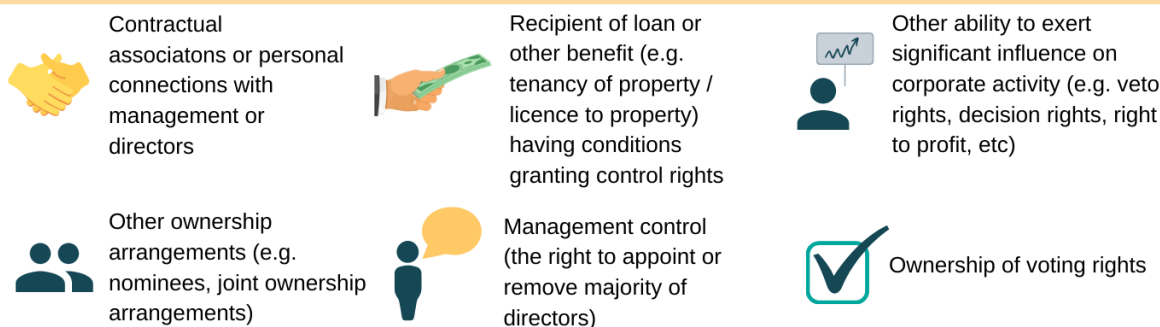 Contractual
associatons or personal
connections with
management or
directors
Recipient of loan or
other benefit (e.g.
tenancy of property /
licence to property)
having conditions
granting control rights
Other ability to exert
significant influence on
corporate activity (e.g. veto
rights, decision rights, right
to profit, etc)
Other ownership
arrangements (e.g.
nominees, joint ownership
arrangements)
Management control
(the right to appoint or
remove majority of
directors)
Ownership of voting rights